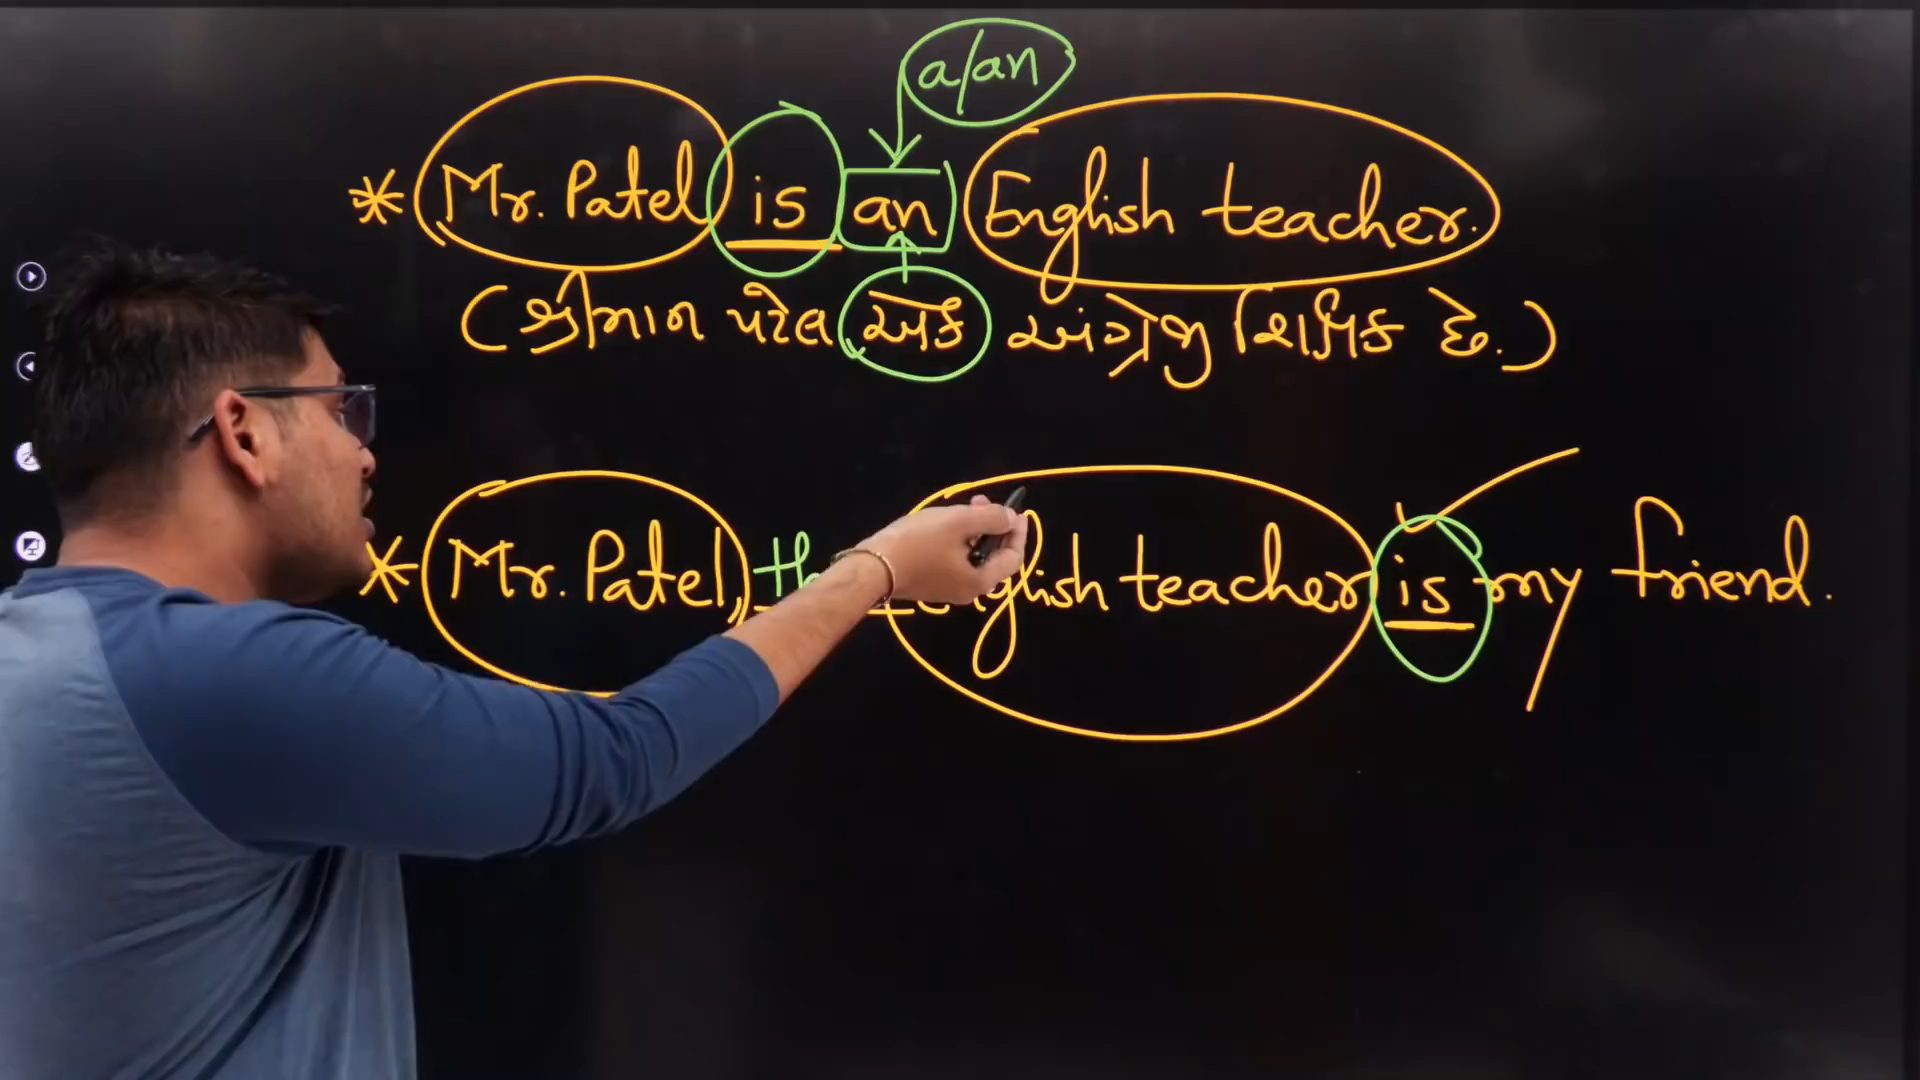 a/an
* Mr. Patel is an English teacher.
(શ્રીમાન પટેલ એક અંગ્રેજી શિક્ષક છે.)
* Mr. Patel, English teacher is my friend.